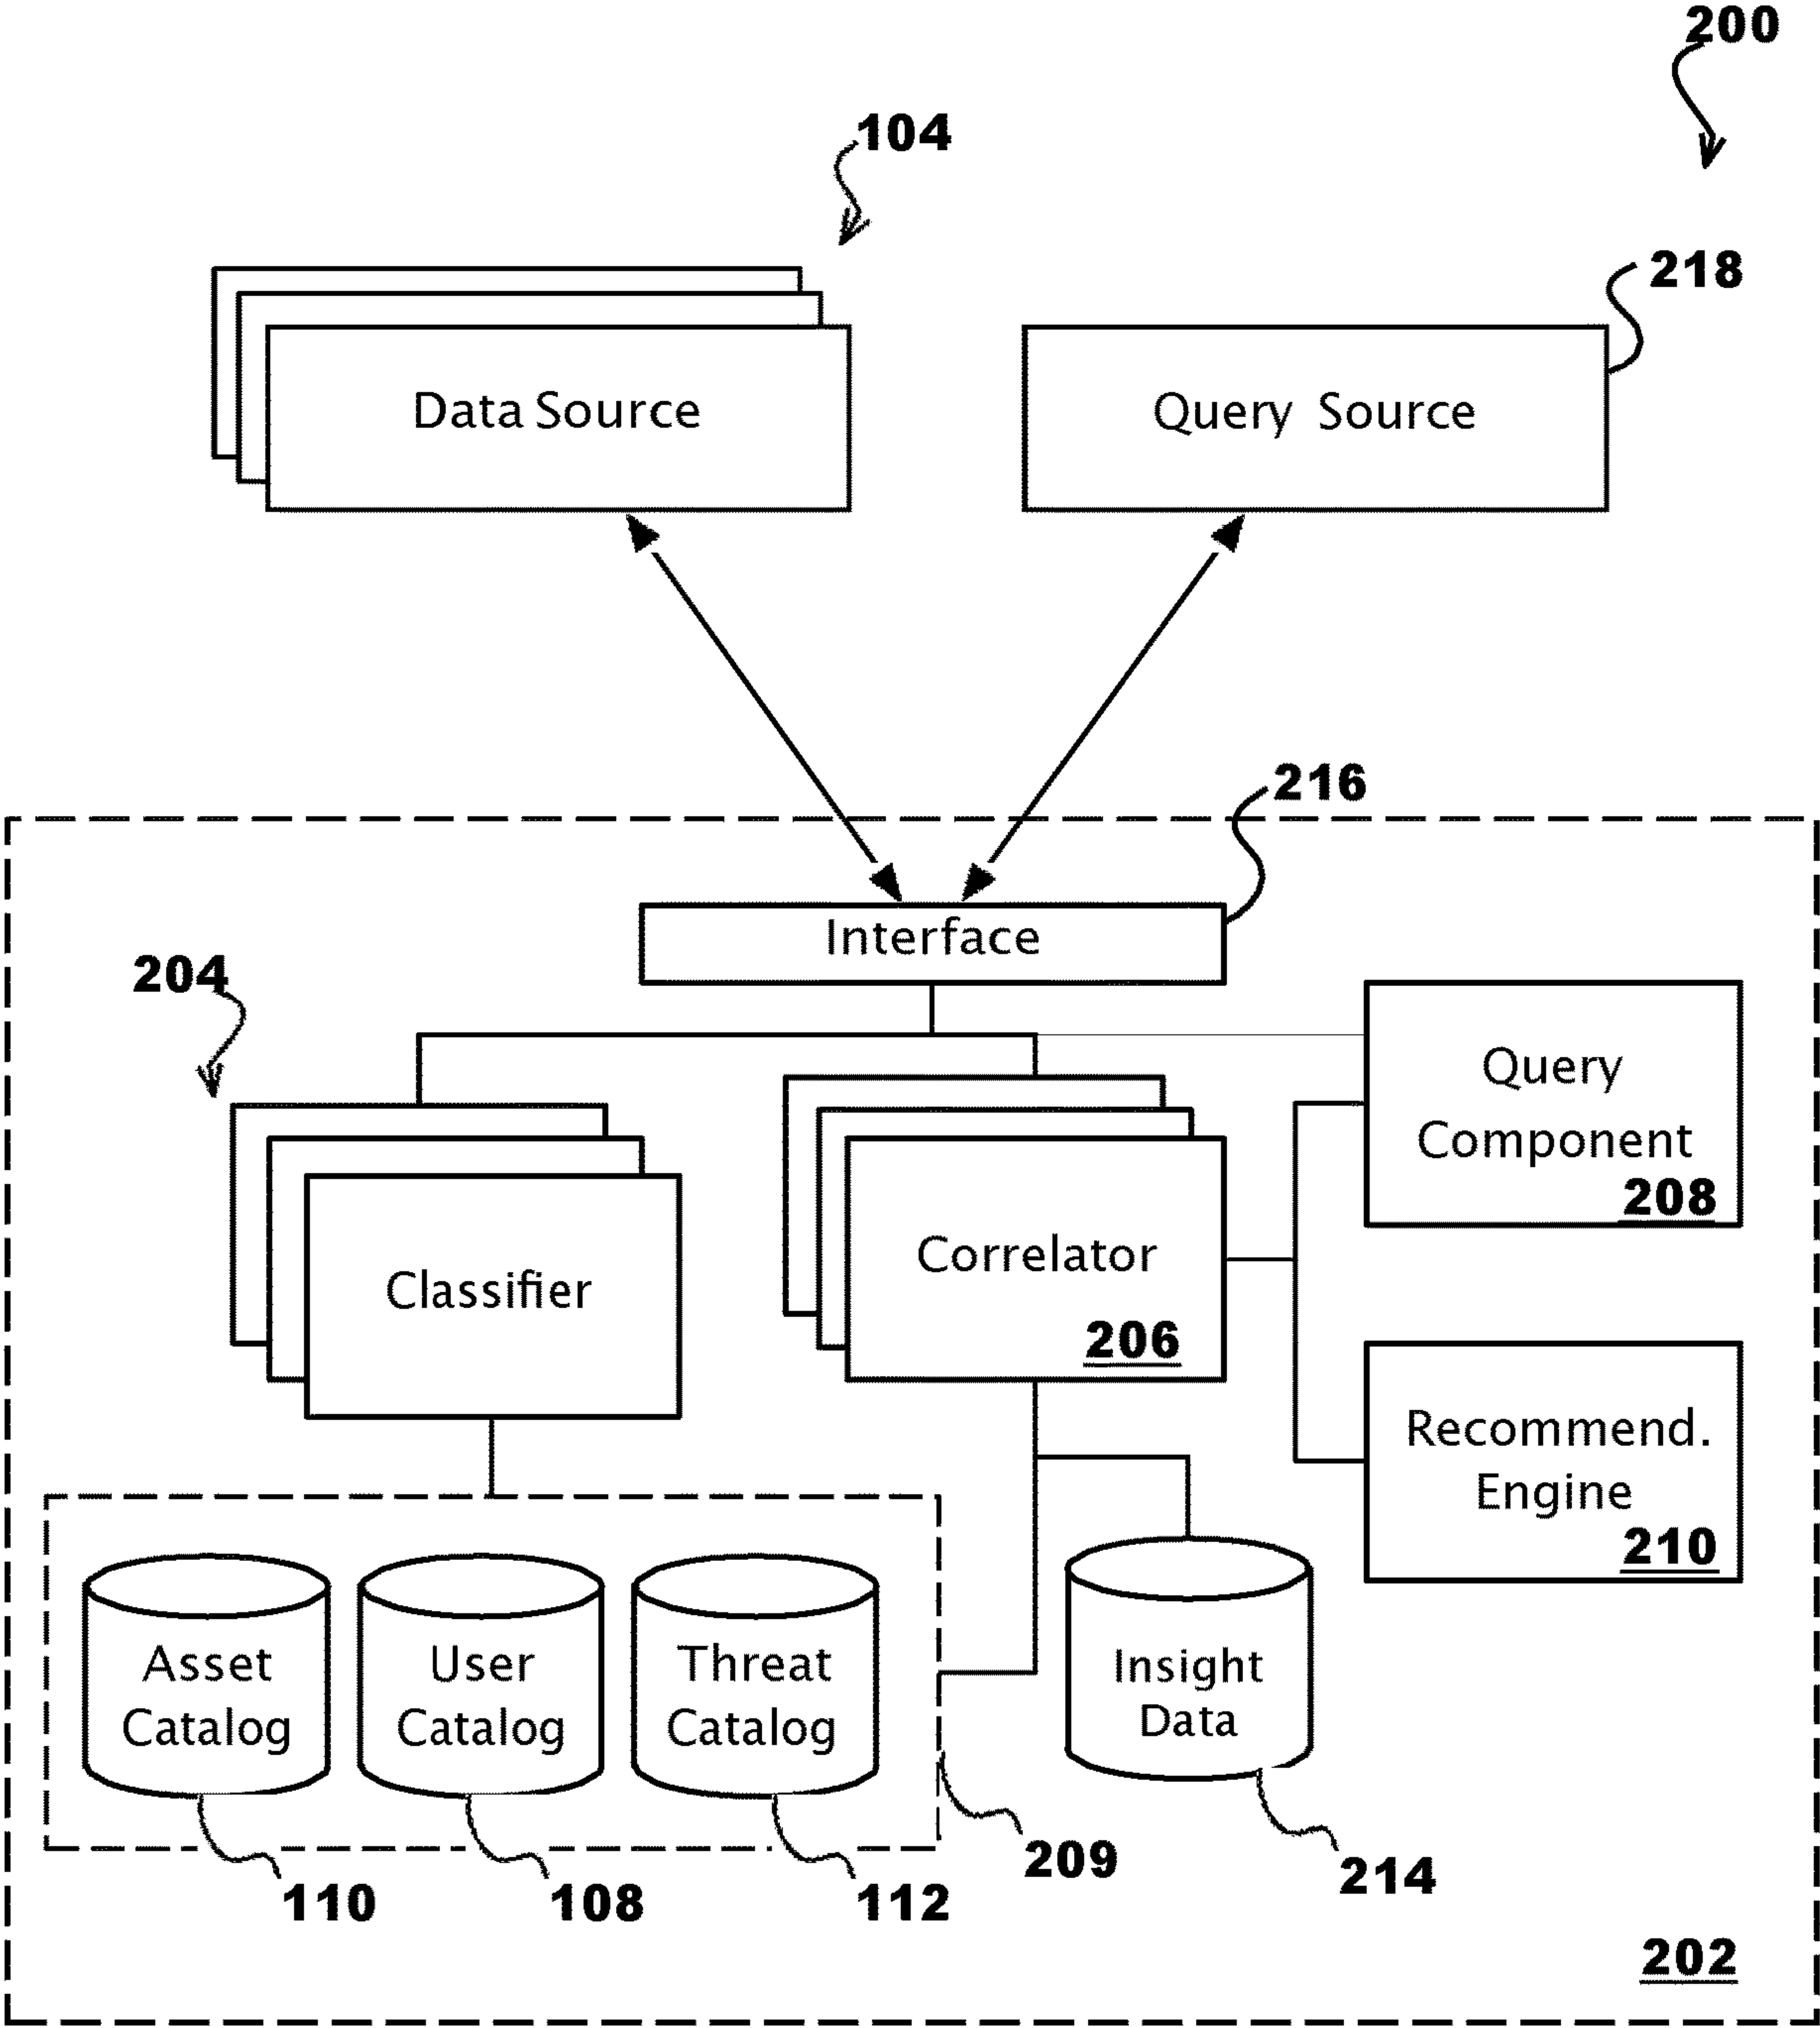 200
104
218
Data Source
Query Source
216
Interface
204
Query
Component
208
Correlator
206
Classifier
Recommend.
Engine
210
Asset
Catalog
User
Catalog
Threat
Catalog
Insight
Data
209
214
110
108
112
202